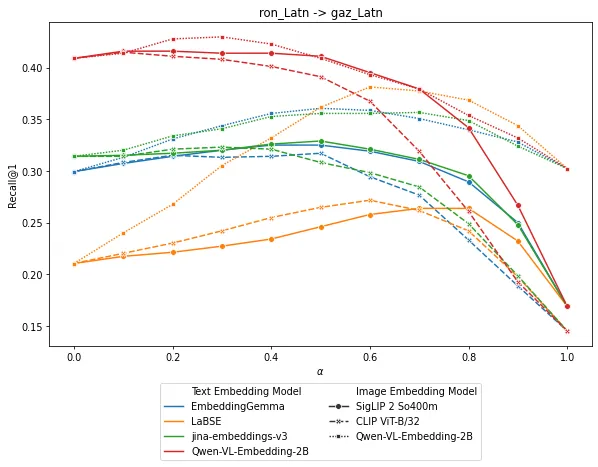 ron_Latn -> gaz_Latn
Recall@1
0.40
0.35
0.30
0.25
0.20
0.15
0.0 0.2 0.4 0.6 0.8 1.0
α
Text Embedding Model
EmbeddingGemma
LaBSE
jina-embeddings-v3
Qwen-VL-Embedding-2B
Image Embedding Model
SigLIP 2 So400m
CLIP ViT-B/32
Qwen-VL-Embedding-2B